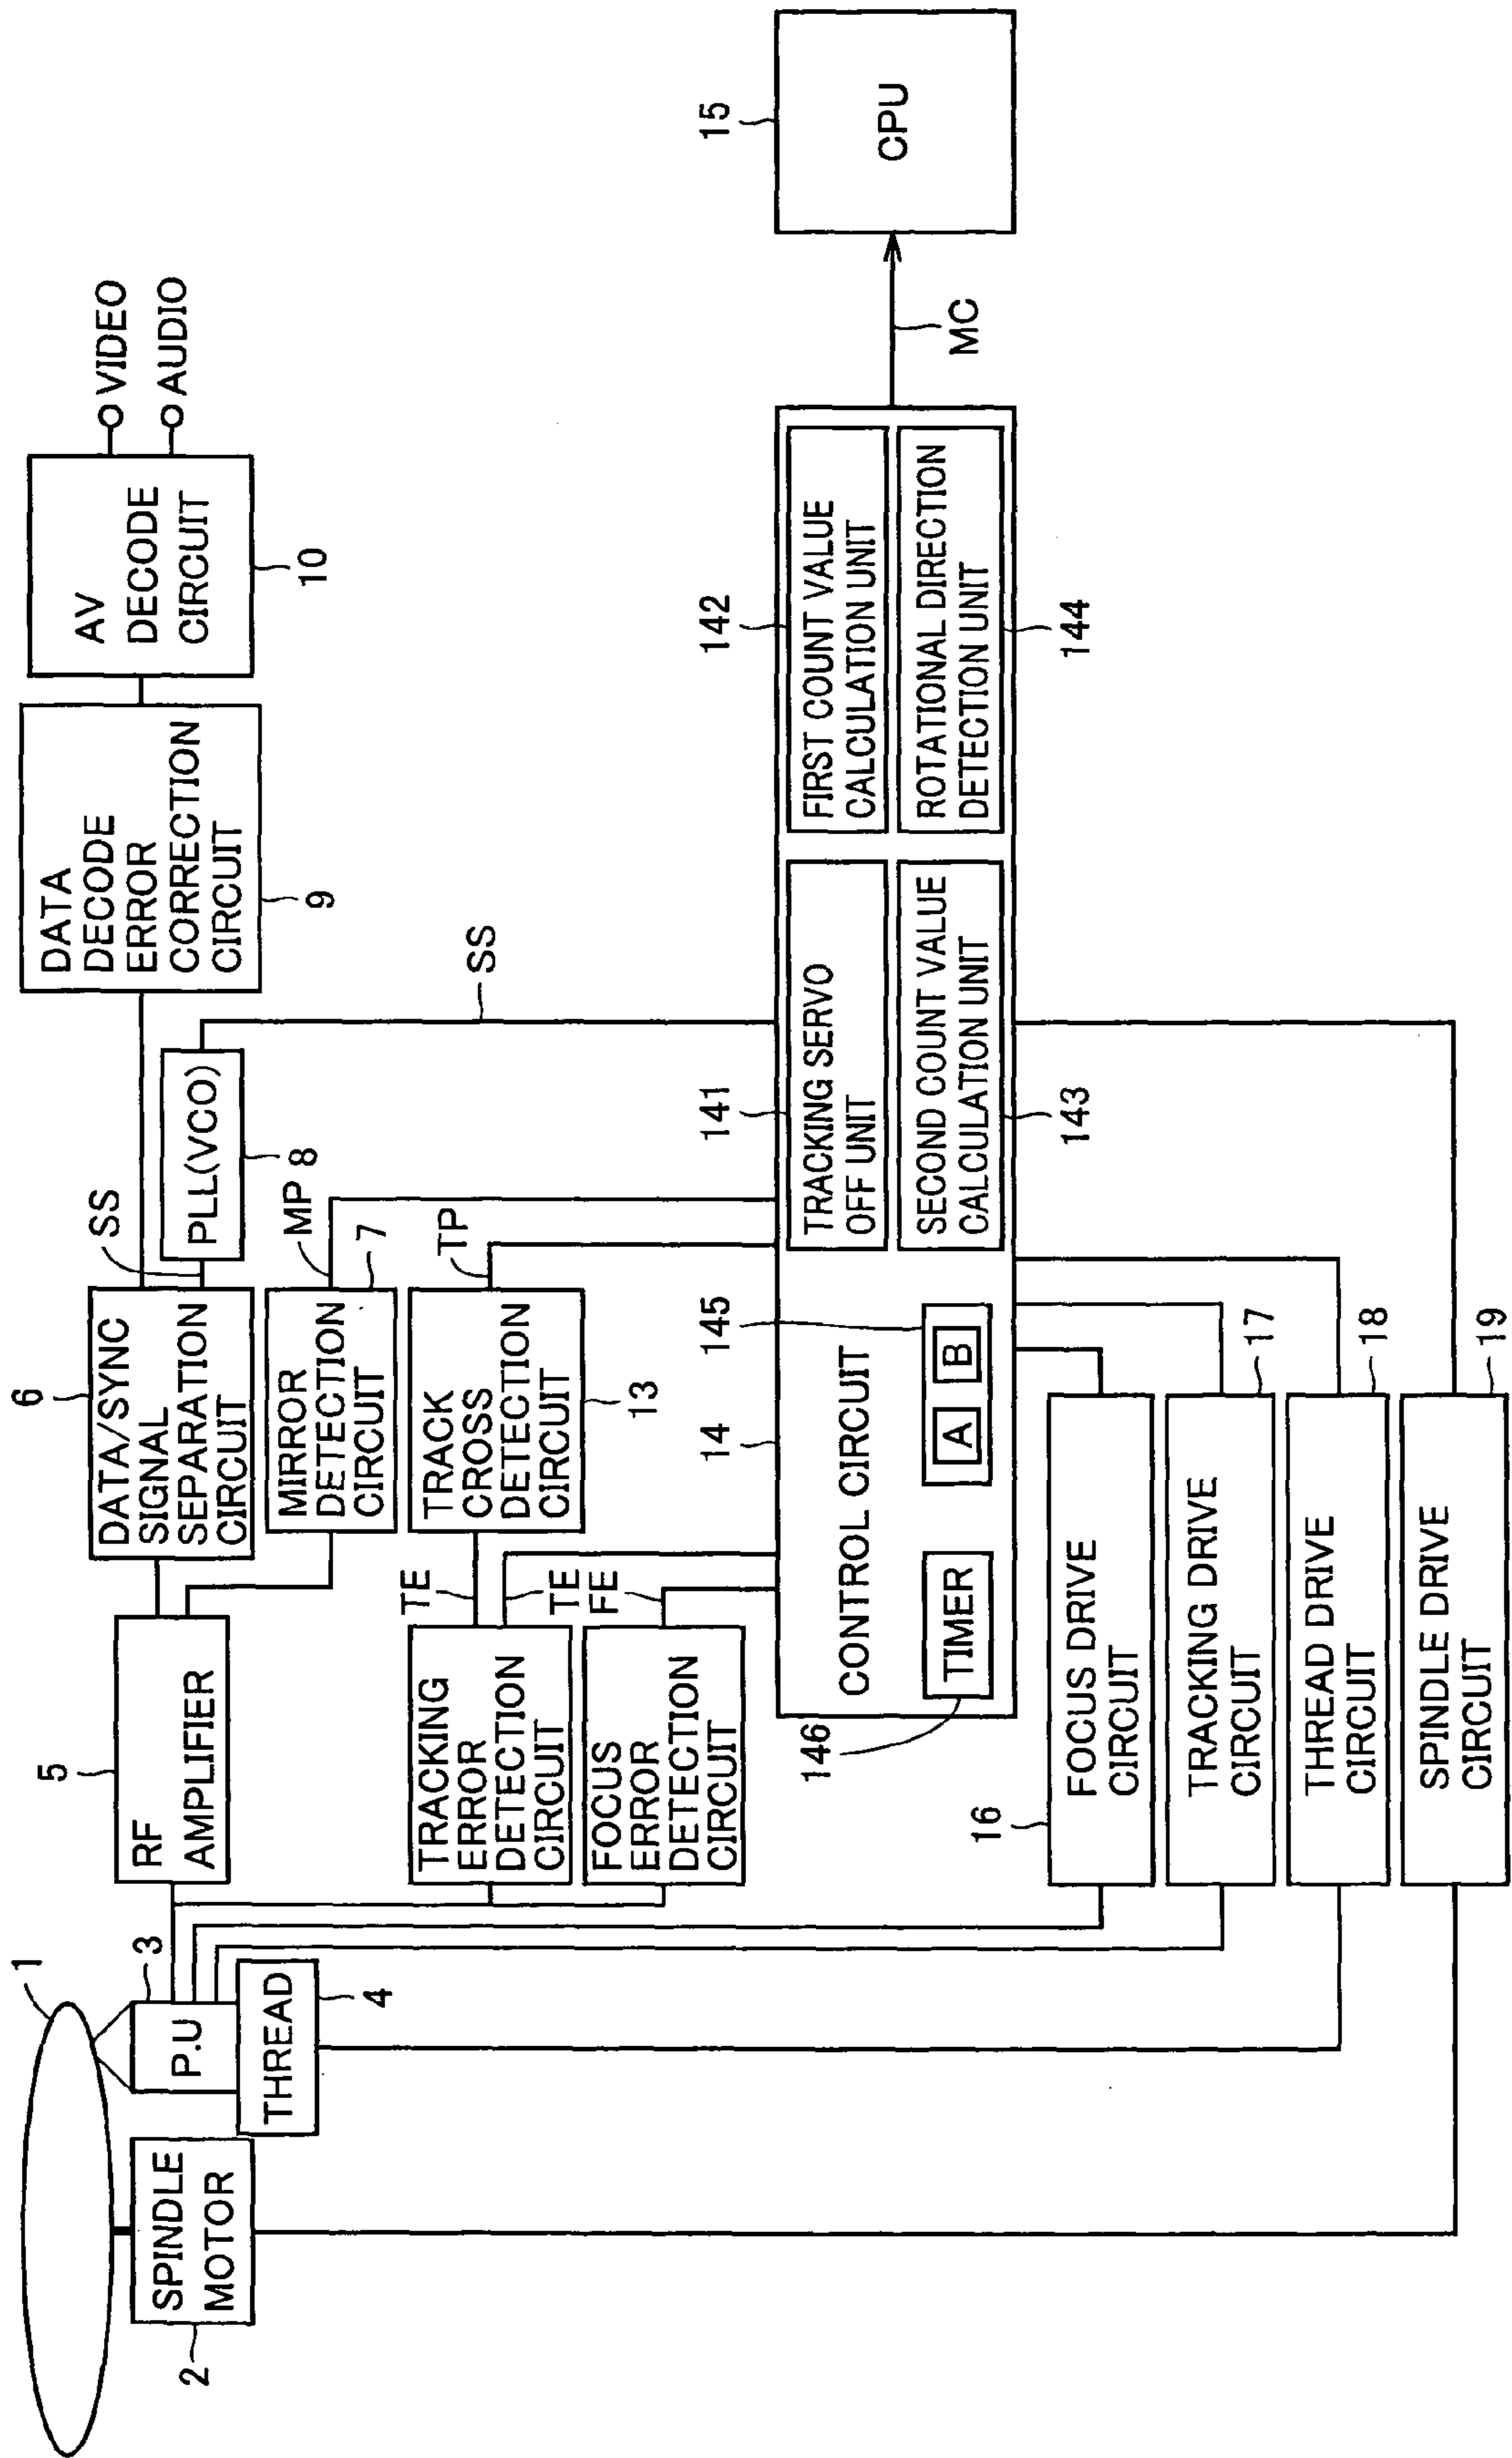 1
SPINDLE
MOTOR
2
P.U
3
THREAD
4
RF
AMPLIFIER
5
DATA/SYNC
SIGNAL
SEPARATION
CIRCUIT
6
SS
PLL(VCO)
8
SS
DATA
DECODE
ERROR
CORRECTION
CIRCUIT
9
AV
DECODE
CIRCUIT
10
VIDEO
AUDIO
MIRROR
DETECTION
CIRCUIT
7
MP
TRACKING
ERROR
DETECTION
CIRCUIT
TE
TE
TRACK
CROSS
DETECTION
CIRCUIT
13
TP
FOCUS
ERROR
DETECTION
CIRCUIT
FE
CONTROL CIRCUIT
14
TIMER
146
A
B
145
TRACKING SERVO
OFF UNIT
141
FIRST COUNT VALUE
CALCULATION UNIT
142
SECOND COUNT VALUE
CALCULATION UNIT
143
ROTATIONAL DIRECTION
DETECTION UNIT
144
MC
CPU
15
FOCUS DRIVE
CIRCUIT
16
TRACKING DRIVE
CIRCUIT
17
THREAD DRIVE
CIRCUIT
18
SPINDLE DRIVE
CIRCUIT
19